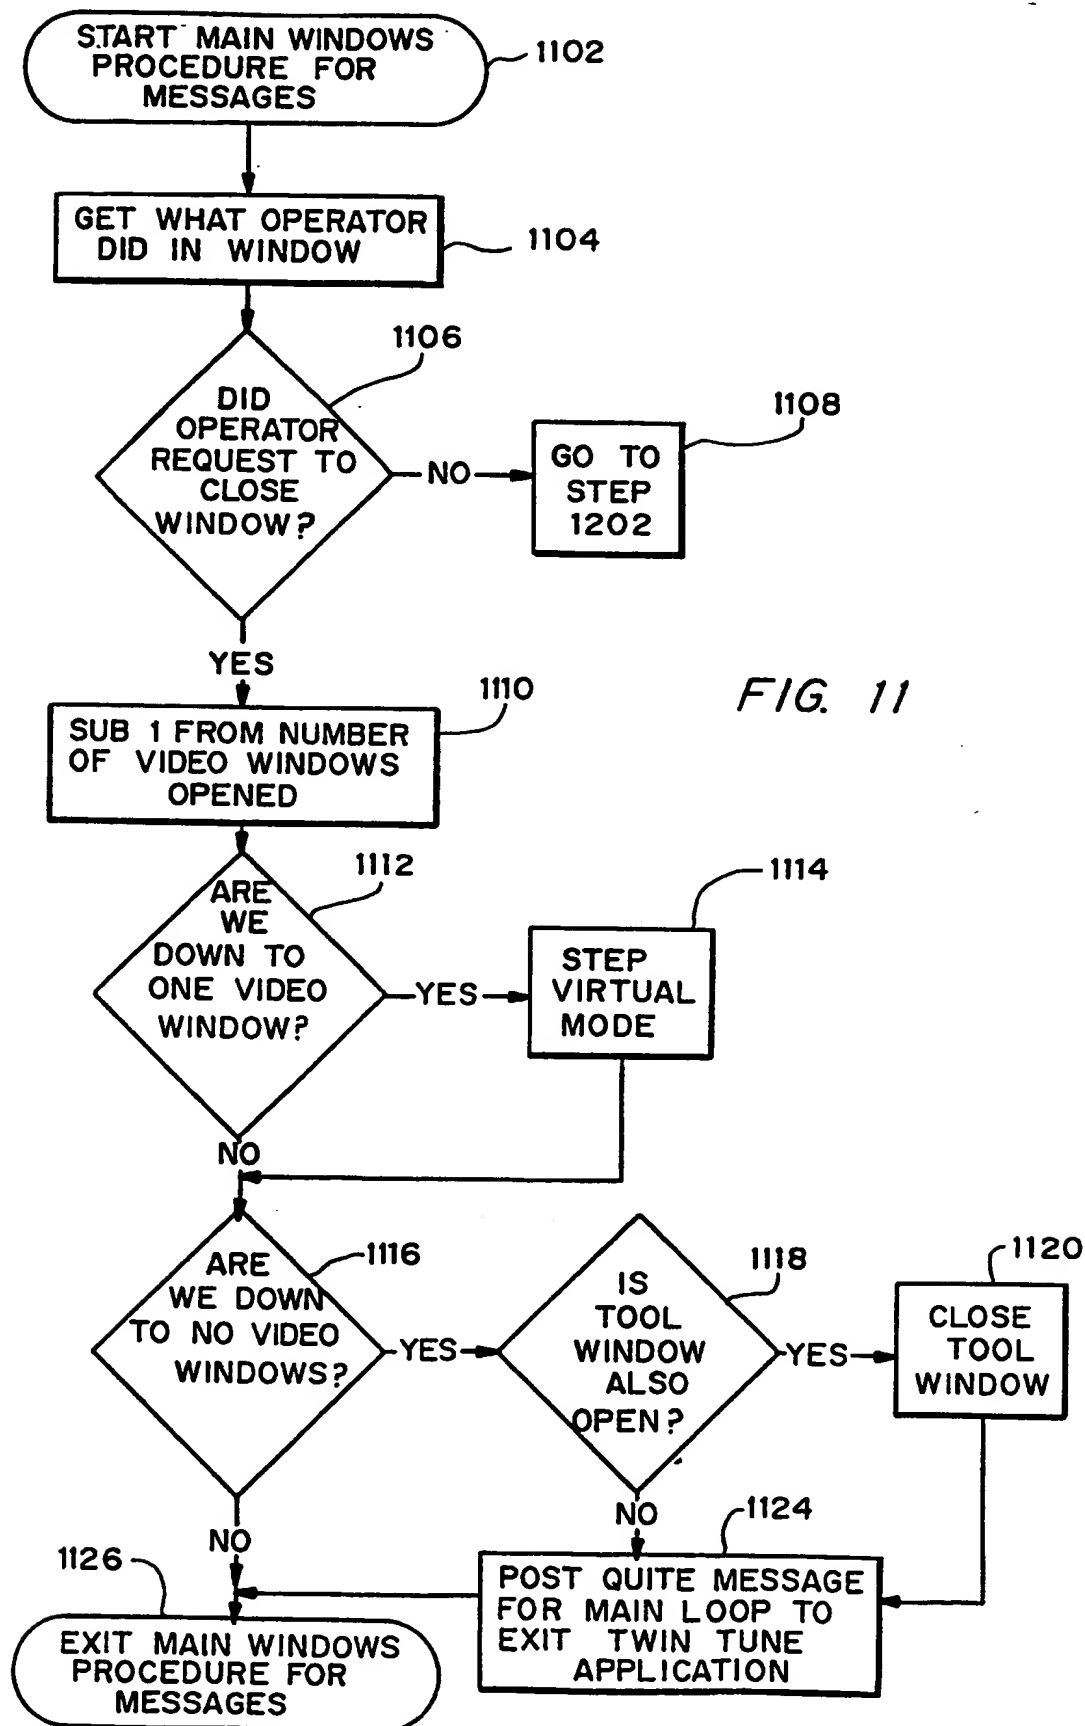 START MAIN WINDOWS
PROCEDURE FOR
MESSAGES
1102
GET WHAT OPERATOR
DID IN WINDOW
1104
1106
DID
OPERATOR
REQUEST TO
CLOSE
WINDOW?
NO
1108
GO TO
STEP
1202
YES
FIG. 11
1110
SUB 1 FROM NUMBER
OF VIDEO WINDOWS
OPENED
1112
ARE
WE
DOWN TO
ONE VIDEO
WINDOW?
YES
1114
STEP
VIRTUAL
MODE
NO
1116
ARE
WE DOWN
TO NO VIDEO
WINDOWS?
YES
1118
IS
TOOL
WINDOW
ALSO
OPEN?
YES
1120
CLOSE
TOOL
WINDOW
NO
NO
1124
POST QUITE MESSAGE
FOR MAIN LOOP TO
EXIT TWIN TUNE
APPLICATION
1126
EXIT MAIN WINDOWS
PROCEDURE FOR
MESSAGES